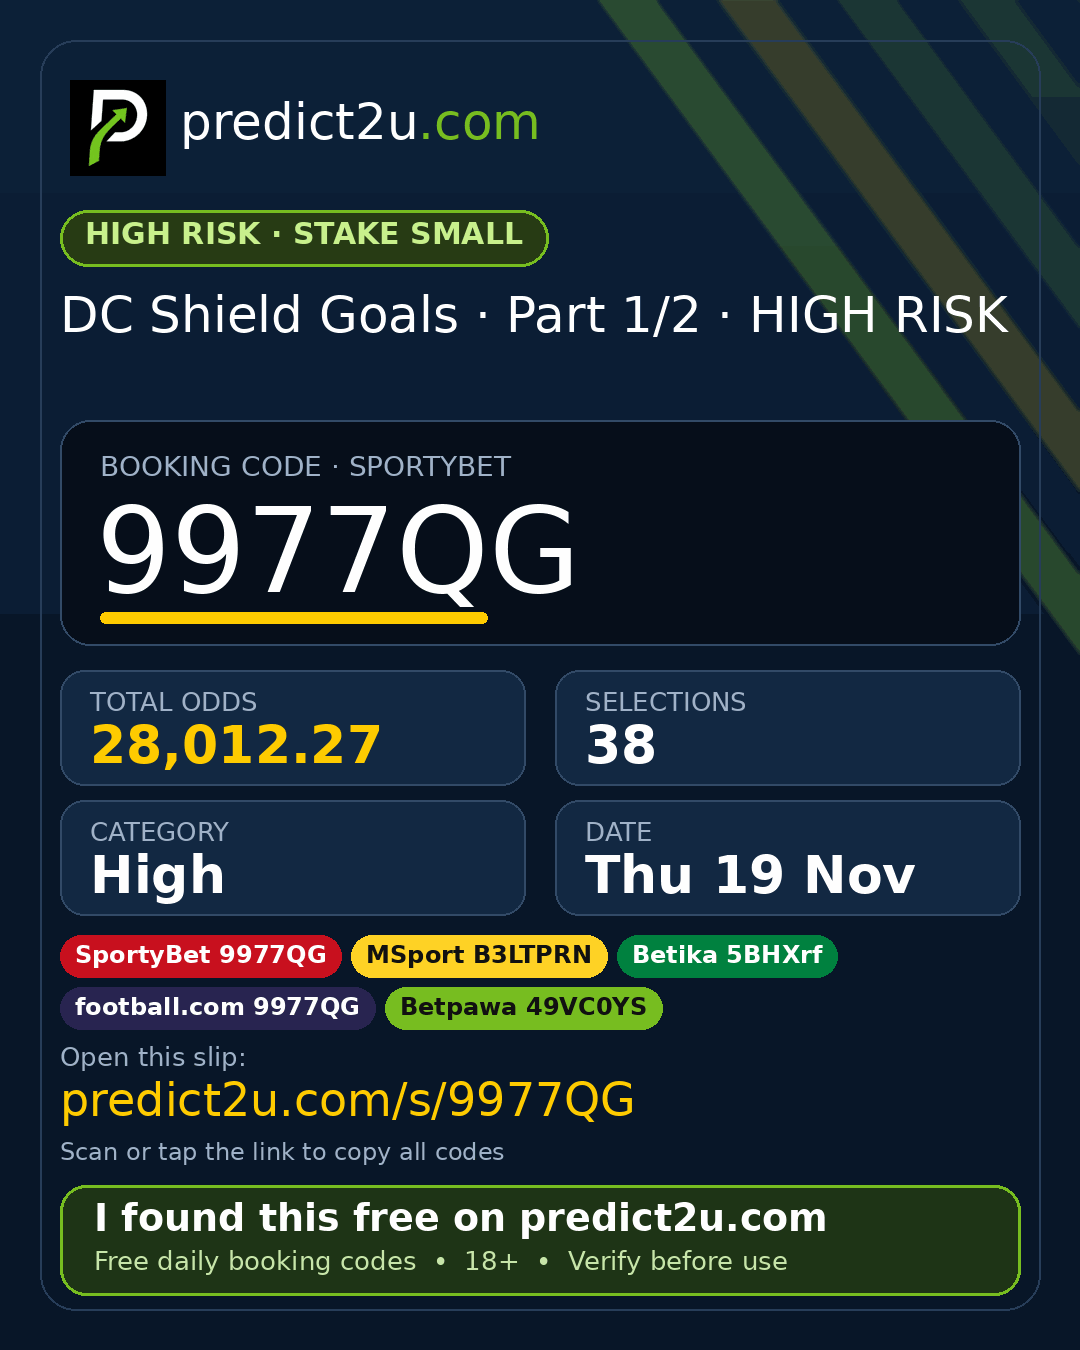 predict2u.com
HIGH RISK · STAKE SMALL
DC Shield Goals · Part 1/2 · HIGH RISK
BOOKING CODE · SPORTYBET
9977QG
TOTAL ODDS
28,012.27
SELECTIONS
38
CATEGORY
High
DATE
Thu 19 Nov
SportyBet 9977QG MSport B3LTPRN Betika 5BHXrf
football.com 9977QG Betpawa 49VC0YS
Open this slip:
predict2u.com/s/9977QG
Scan or tap the link to copy all codes
I found this free on predict2u.com
Free daily booking codes • 18+ • Verify before use